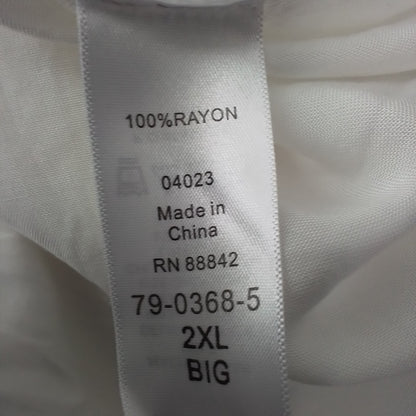 100%RAYON
04023
Made in
China
RN 88842
79-0368-5
2XL
BIG